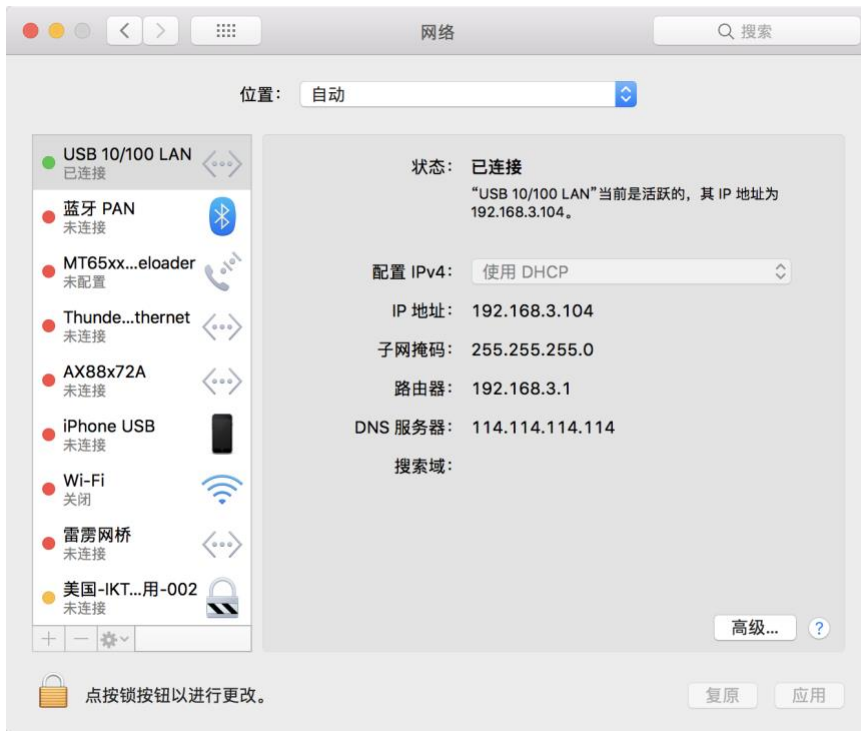 网络
搜索
位置： 自动
USB 10/100 LAN
已连接
蓝牙 PAN
未连接
MT65xx...eloader
未配置
Thunde...thernet
未连接
AX88x72A
未连接
iPhone USB
未连接
Wi-Fi
关闭
雷雳网桥
未连接
美国-IKT...用-002
未连接
状态： 已连接
“USB 10/100 LAN”当前是活跃的，其 IP 地址为
192.168.3.104。
配置 IPv4： 使用 DHCP
IP 地址： 192.168.3.104
子网掩码： 255.255.255.0
路由器： 192.168.3.1
DNS 服务器： 114.114.114.114
搜索域：
高级... ?
点按锁按钮以进行更改。
复原 应用